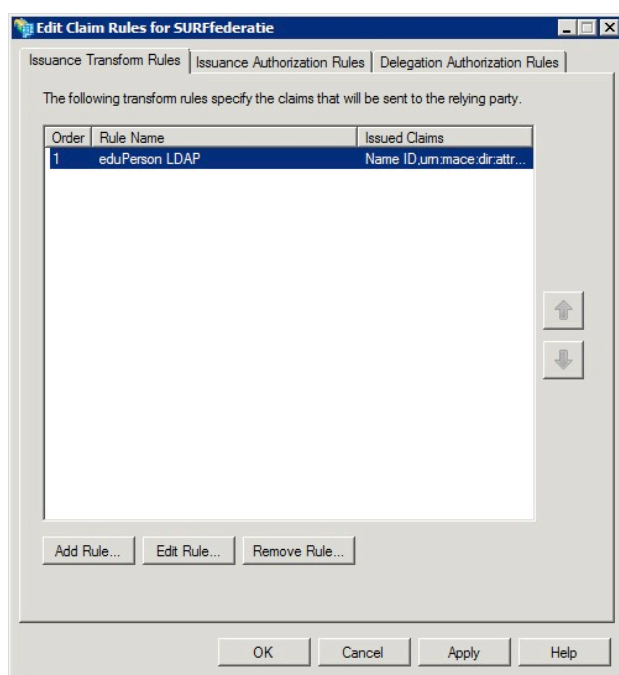 Edit Claim Rules for SURFfederatie
Issuance Transform Rules Issuance Authorization Rules Delegation Authorization Rules
The following transform rules specify the claims that will be sent to the relying party.
Order Rule Name Issued Claims
1 eduPerson LDAP Name ID,urn:mace:dir:attr...
Add Rule... Edit Rule... Remove Rule...
OK Cancel Apply Help